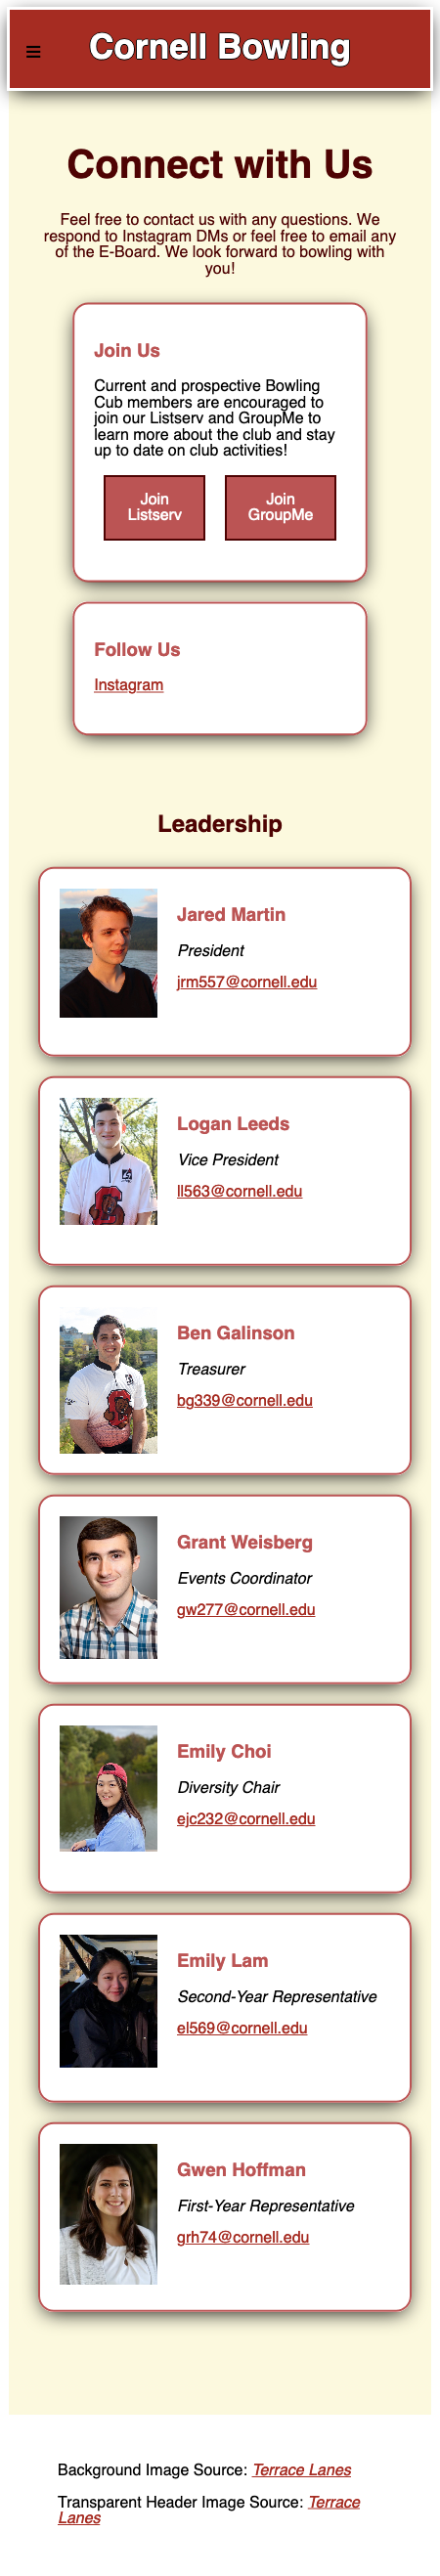 Cornell Bowling
Connect with Us
Feel free to contact us with any questions. We
respond to Instagram DMs or feel free to email any
of the E-Board. We look forward to bowling with
you!
Join Us
Current and prospective Bowling
Cub members are encouraged to
join our Listserv and GroupMe to
learn more about the club and stay
up to date on club activities!
Join
Listserv
Join
GroupMe
Follow Us
Instagram
Leadership
Jared Martin
President
jrm557@cornell.edu
Logan Leeds
Vice President
ll563@cornell.edu
Ben Galinson
Treasurer
bg339@cornell.edu
Grant Weisberg
Events Coordinator
gw277@cornell.edu
Emily Choi
Diversity Chair
ejc232@cornell.edu
Emily Lam
Second-Year Representative
el569@cornell.edu
Gwen Hoffman
First-Year Representative
grh74@cornell.edu
Background Image Source: Terrace Lanes
Transparent Header Image Source: Terrace
Lanes